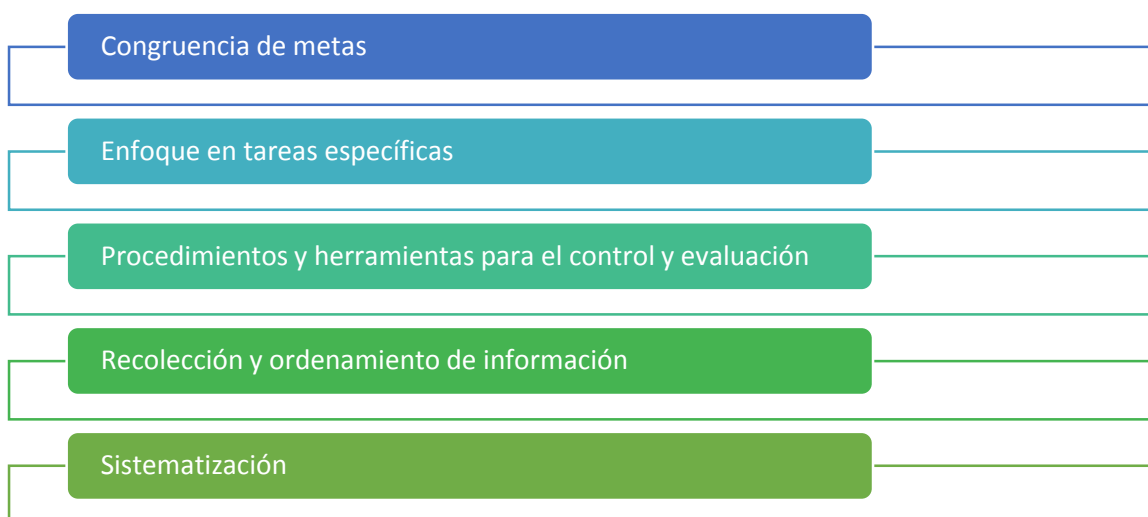 Congruencia de metas
Enfoque en tareas específicas
Procedimientos y herramientas para el control y evaluación
Recolección y ordenamiento de información
Sistematización